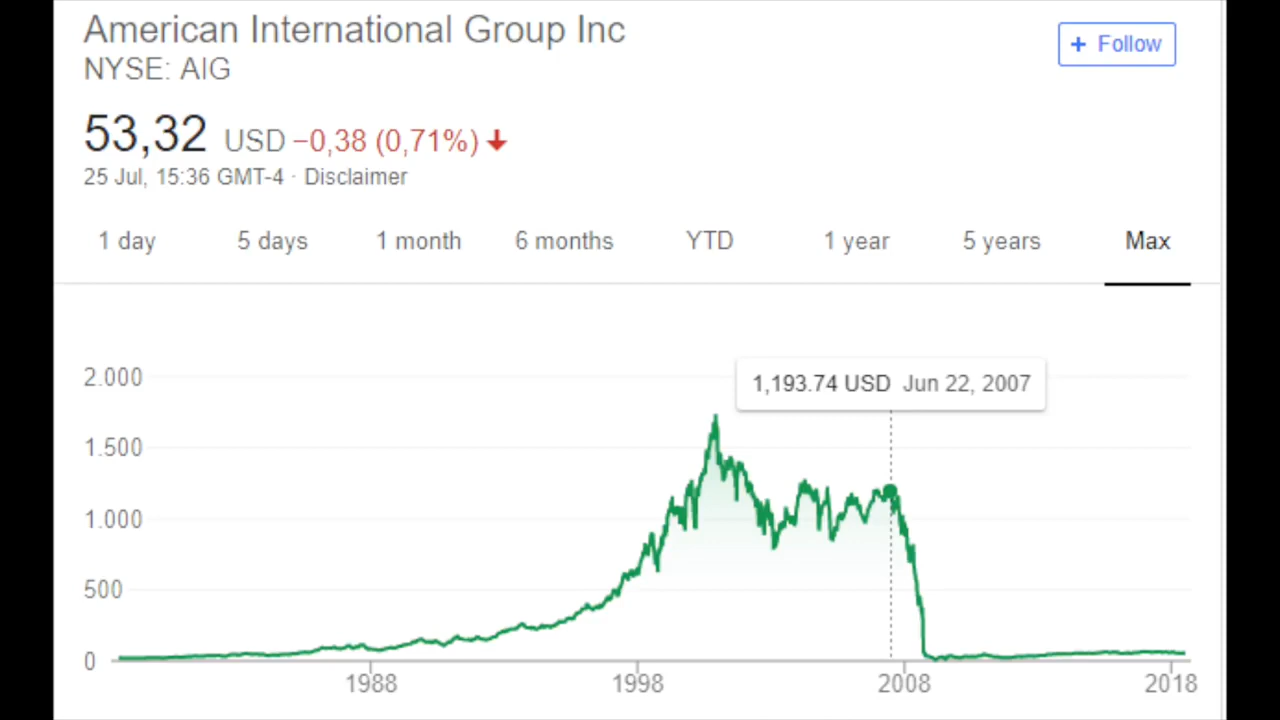 American International Group Inc
+ Follow
NYSE: AIG
53,32 USD −0,38 (0,71%)
25 Jul, 15:36 GMT-4 · Disclaimer
1 day 5 days 1 month 6 months YTD 1 year 5 years Max
1,193.74 USD Jun 22, 2007
2.000
1.500
1.000
500
0
1988 1998 2008 2018